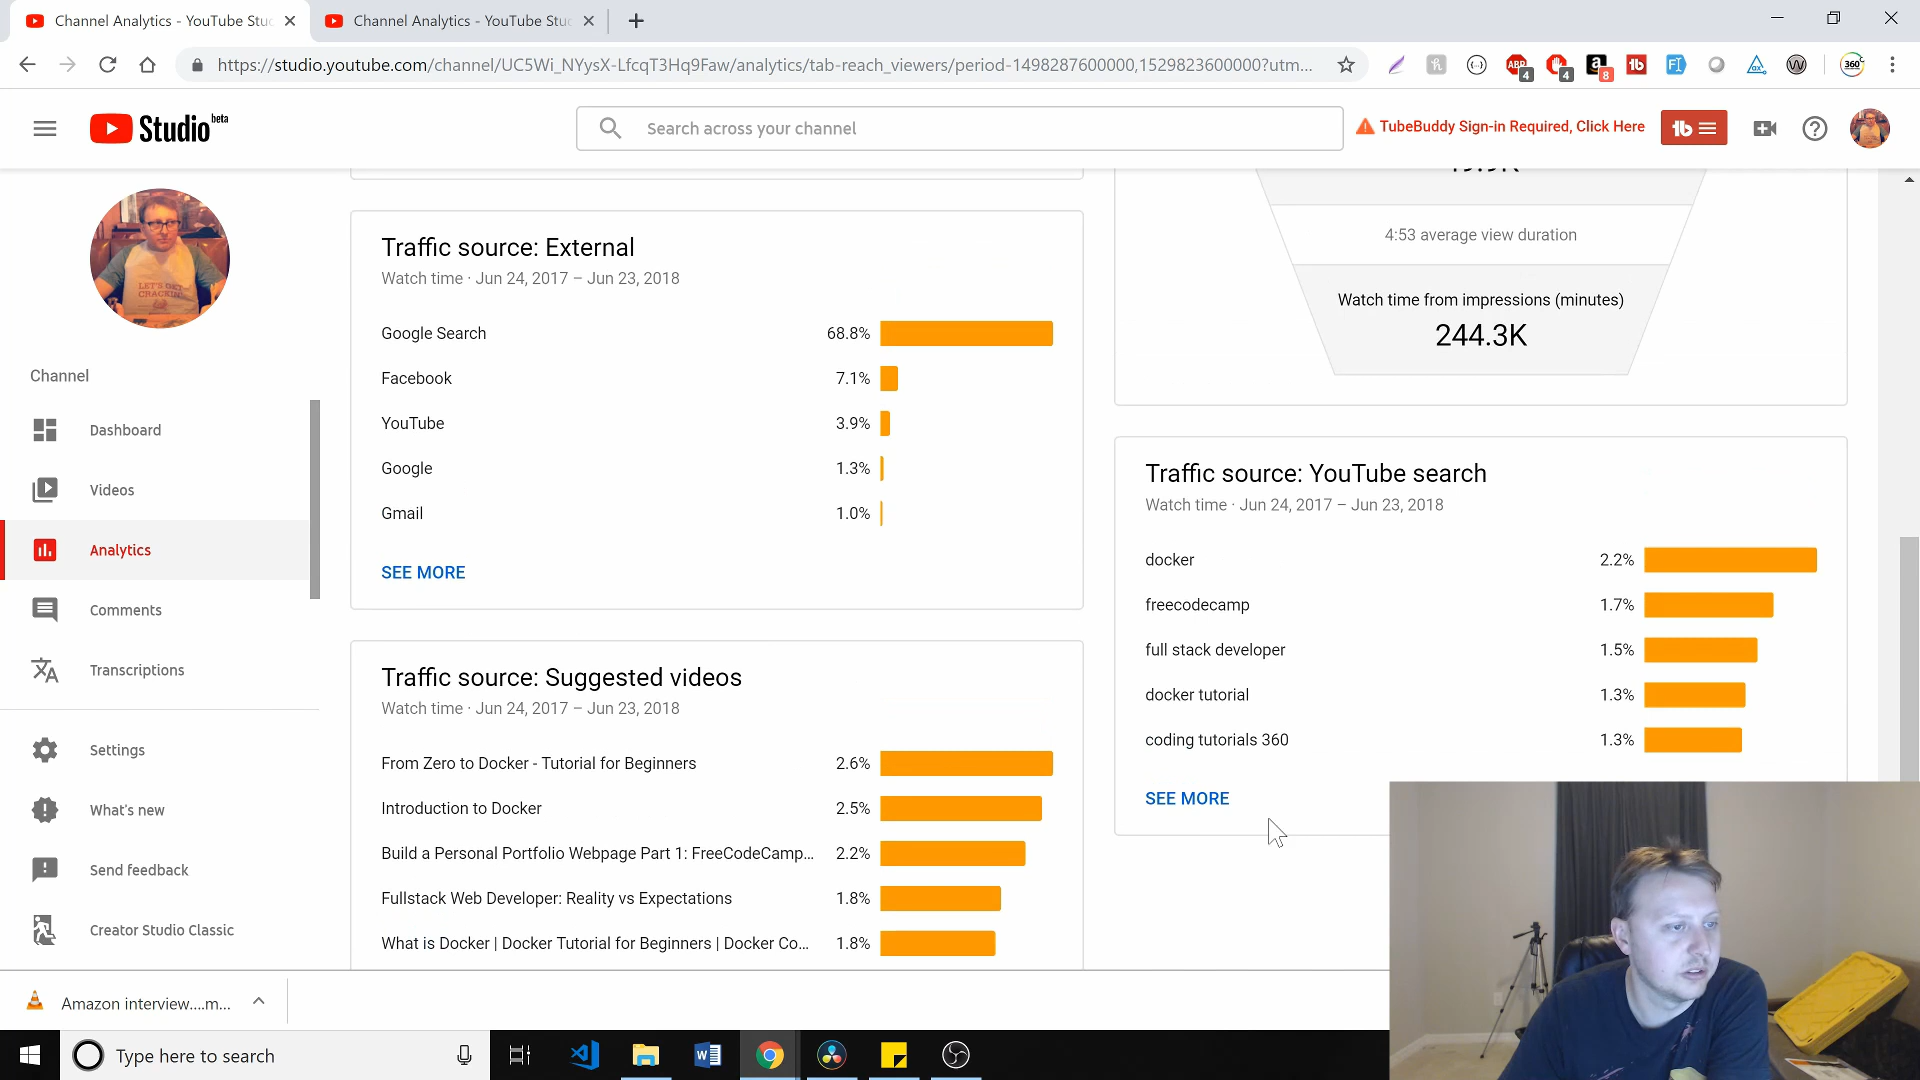 Channel Analytics - YouTube Stu
Channel Analytics - YouTube Stu
https://studio.youtube.com/channel/UC5Wi_NYysX-LfcqT3Hq9Faw/analytics/tab-reach_viewers/period-1498287600000,1529823600000?utm...
ABP 4
4
a 8
360
Studio beta
Search across your channel
TubeBuddy Sign-in Required, Click Here
LET'S GET
CRACKIN'
Channel
Dashboard
Videos
Analytics
Comments
Transcriptions
Settings
What's new
Send feedback
Creator Studio Classic
Traffic source: External
Watch time · Jun 24, 2017 – Jun 23, 2018
Google Search 68.8%
Facebook 7.1%
YouTube 3.9%
Google 1.3%
Gmail 1.0%
SEE MORE
Traffic source: Suggested videos
Watch time · Jun 24, 2017 – Jun 23, 2018
From Zero to Docker - Tutorial for Beginners 2.6%
Introduction to Docker 2.5%
Build a Personal Portfolio Webpage Part 1: FreeCodeCamp... 2.2%
Fullstack Web Developer: Reality vs Expectations 1.8%
What is Docker | Docker Tutorial for Beginners | Docker Co... 1.8%
4:53 average view duration
Watch time from impressions (minutes)
244.3K
Traffic source: YouTube search
Watch time · Jun 24, 2017 – Jun 23, 2018
docker 2.2%
freecodecamp 1.7%
full stack developer 1.5%
docker tutorial 1.3%
coding tutorials 360 1.3%
SEE MORE
Amazon interview....m...
Type here to search